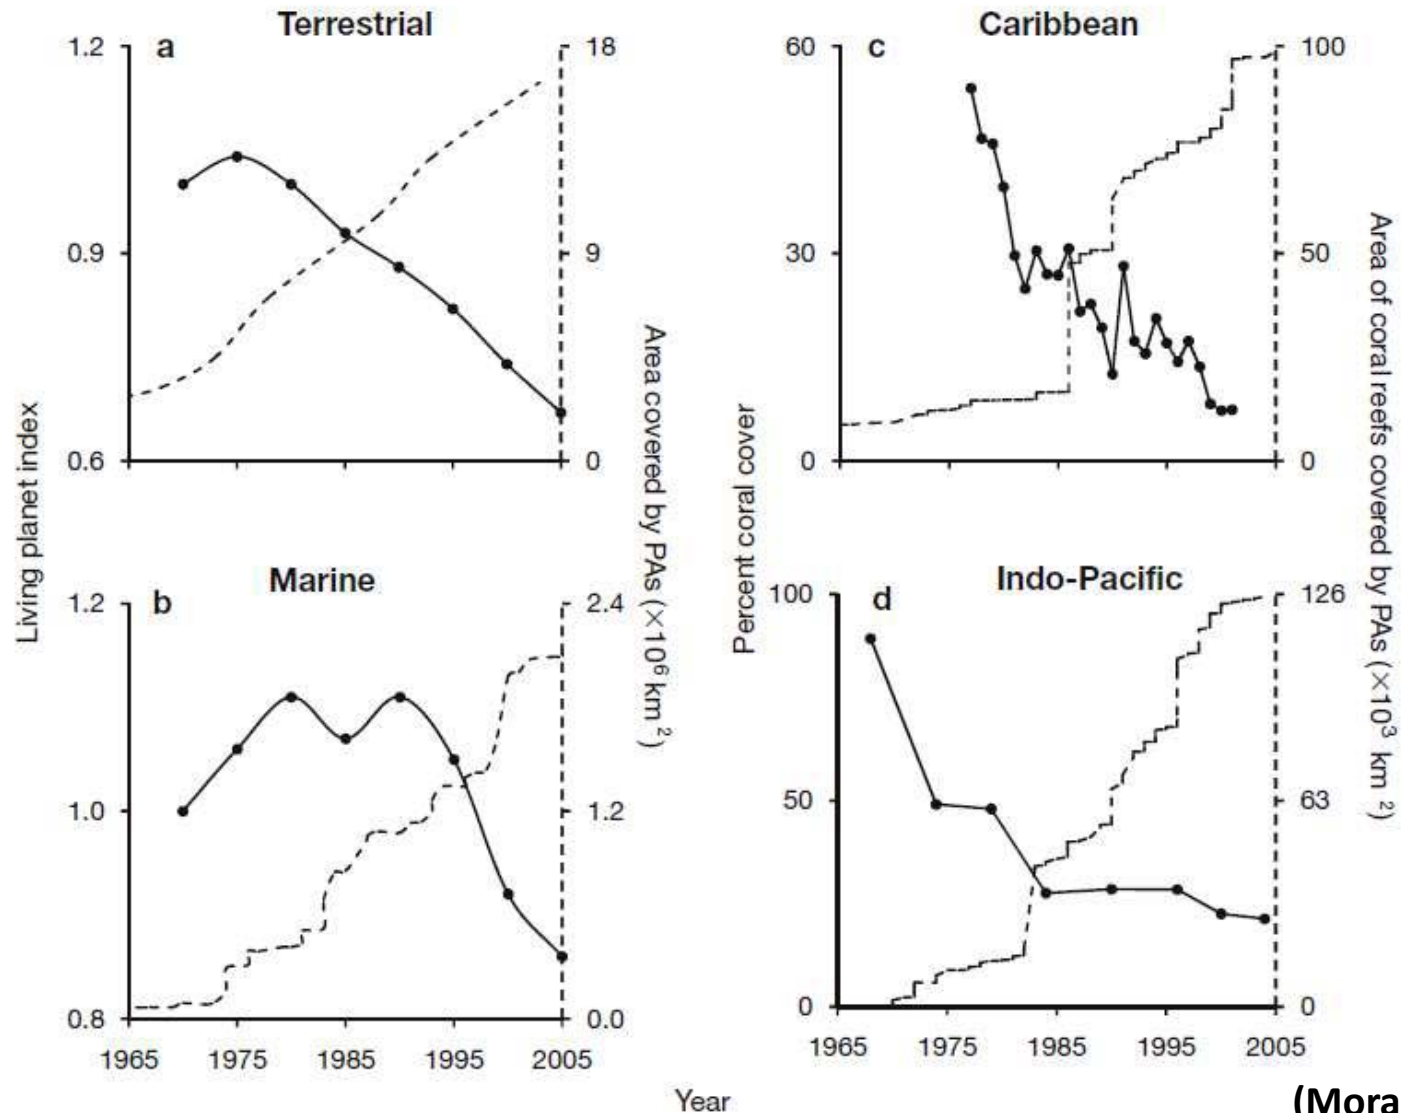 Terrestrial
a
1.2
0.9
0.6
18
9
0
Caribbean
c
60
30
0
100
50
0
Living planet index
Area covered by PAs (×10⁶ km²)
Percent coral cover
Area of coral reefs covered by PAs (×10³ km²)
Marine
b
1.2
1.0
0.8
2.4
1.2
0.0
1965 1975 1985 1995 2005
Indo-Pacific
d
100
50
0
126
63
0
1965 1975 1985 1995 2005
Year
(Mora